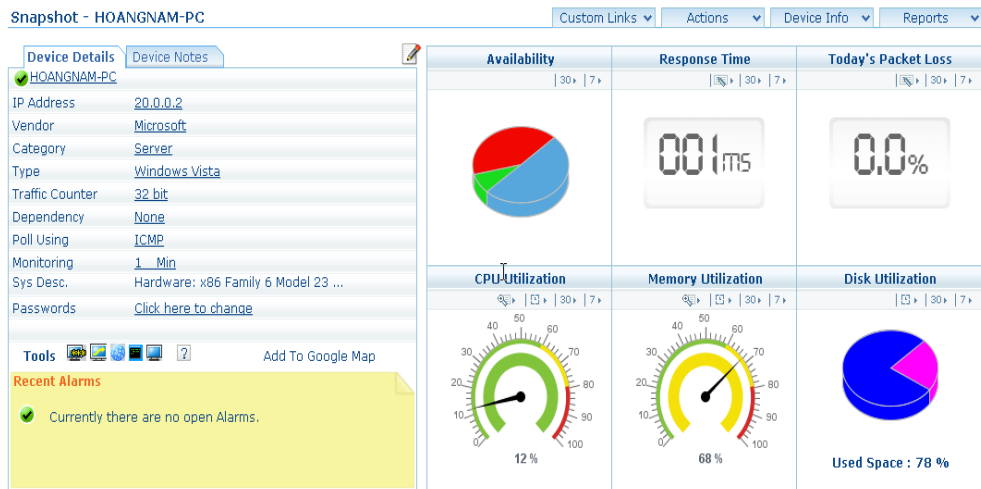 Snapshot - HOANGNAM-PC
Custom Links
Actions
Device Info
Reports
Device Details
Device Notes
HOANGNAM-PC
IP Address 20.0.0.2
Vendor Microsoft
Category Server
Type Windows Vista
Traffic Counter 32 bit
Dependency None
Poll Using ICMP
Monitoring 1 Min
Sys Desc. Hardware: x86 Family 6 Model 23 ...
Passwords Click here to change
Tools ? Add To Google Map
Recent Alarms
Currently there are no open Alarms.
Availability
30 7
Response Time
30 7
001ms
Today's Packet Loss
30 7
0.0%
CPU Utilization
30 7
0 10 20 30 40 50 60 70 80 90 100
12 %
Memory Utilization
30 7
0 10 20 30 40 50 60 70 80 90 100
68 %
Disk Utilization
30 7
Used Space : 78 %